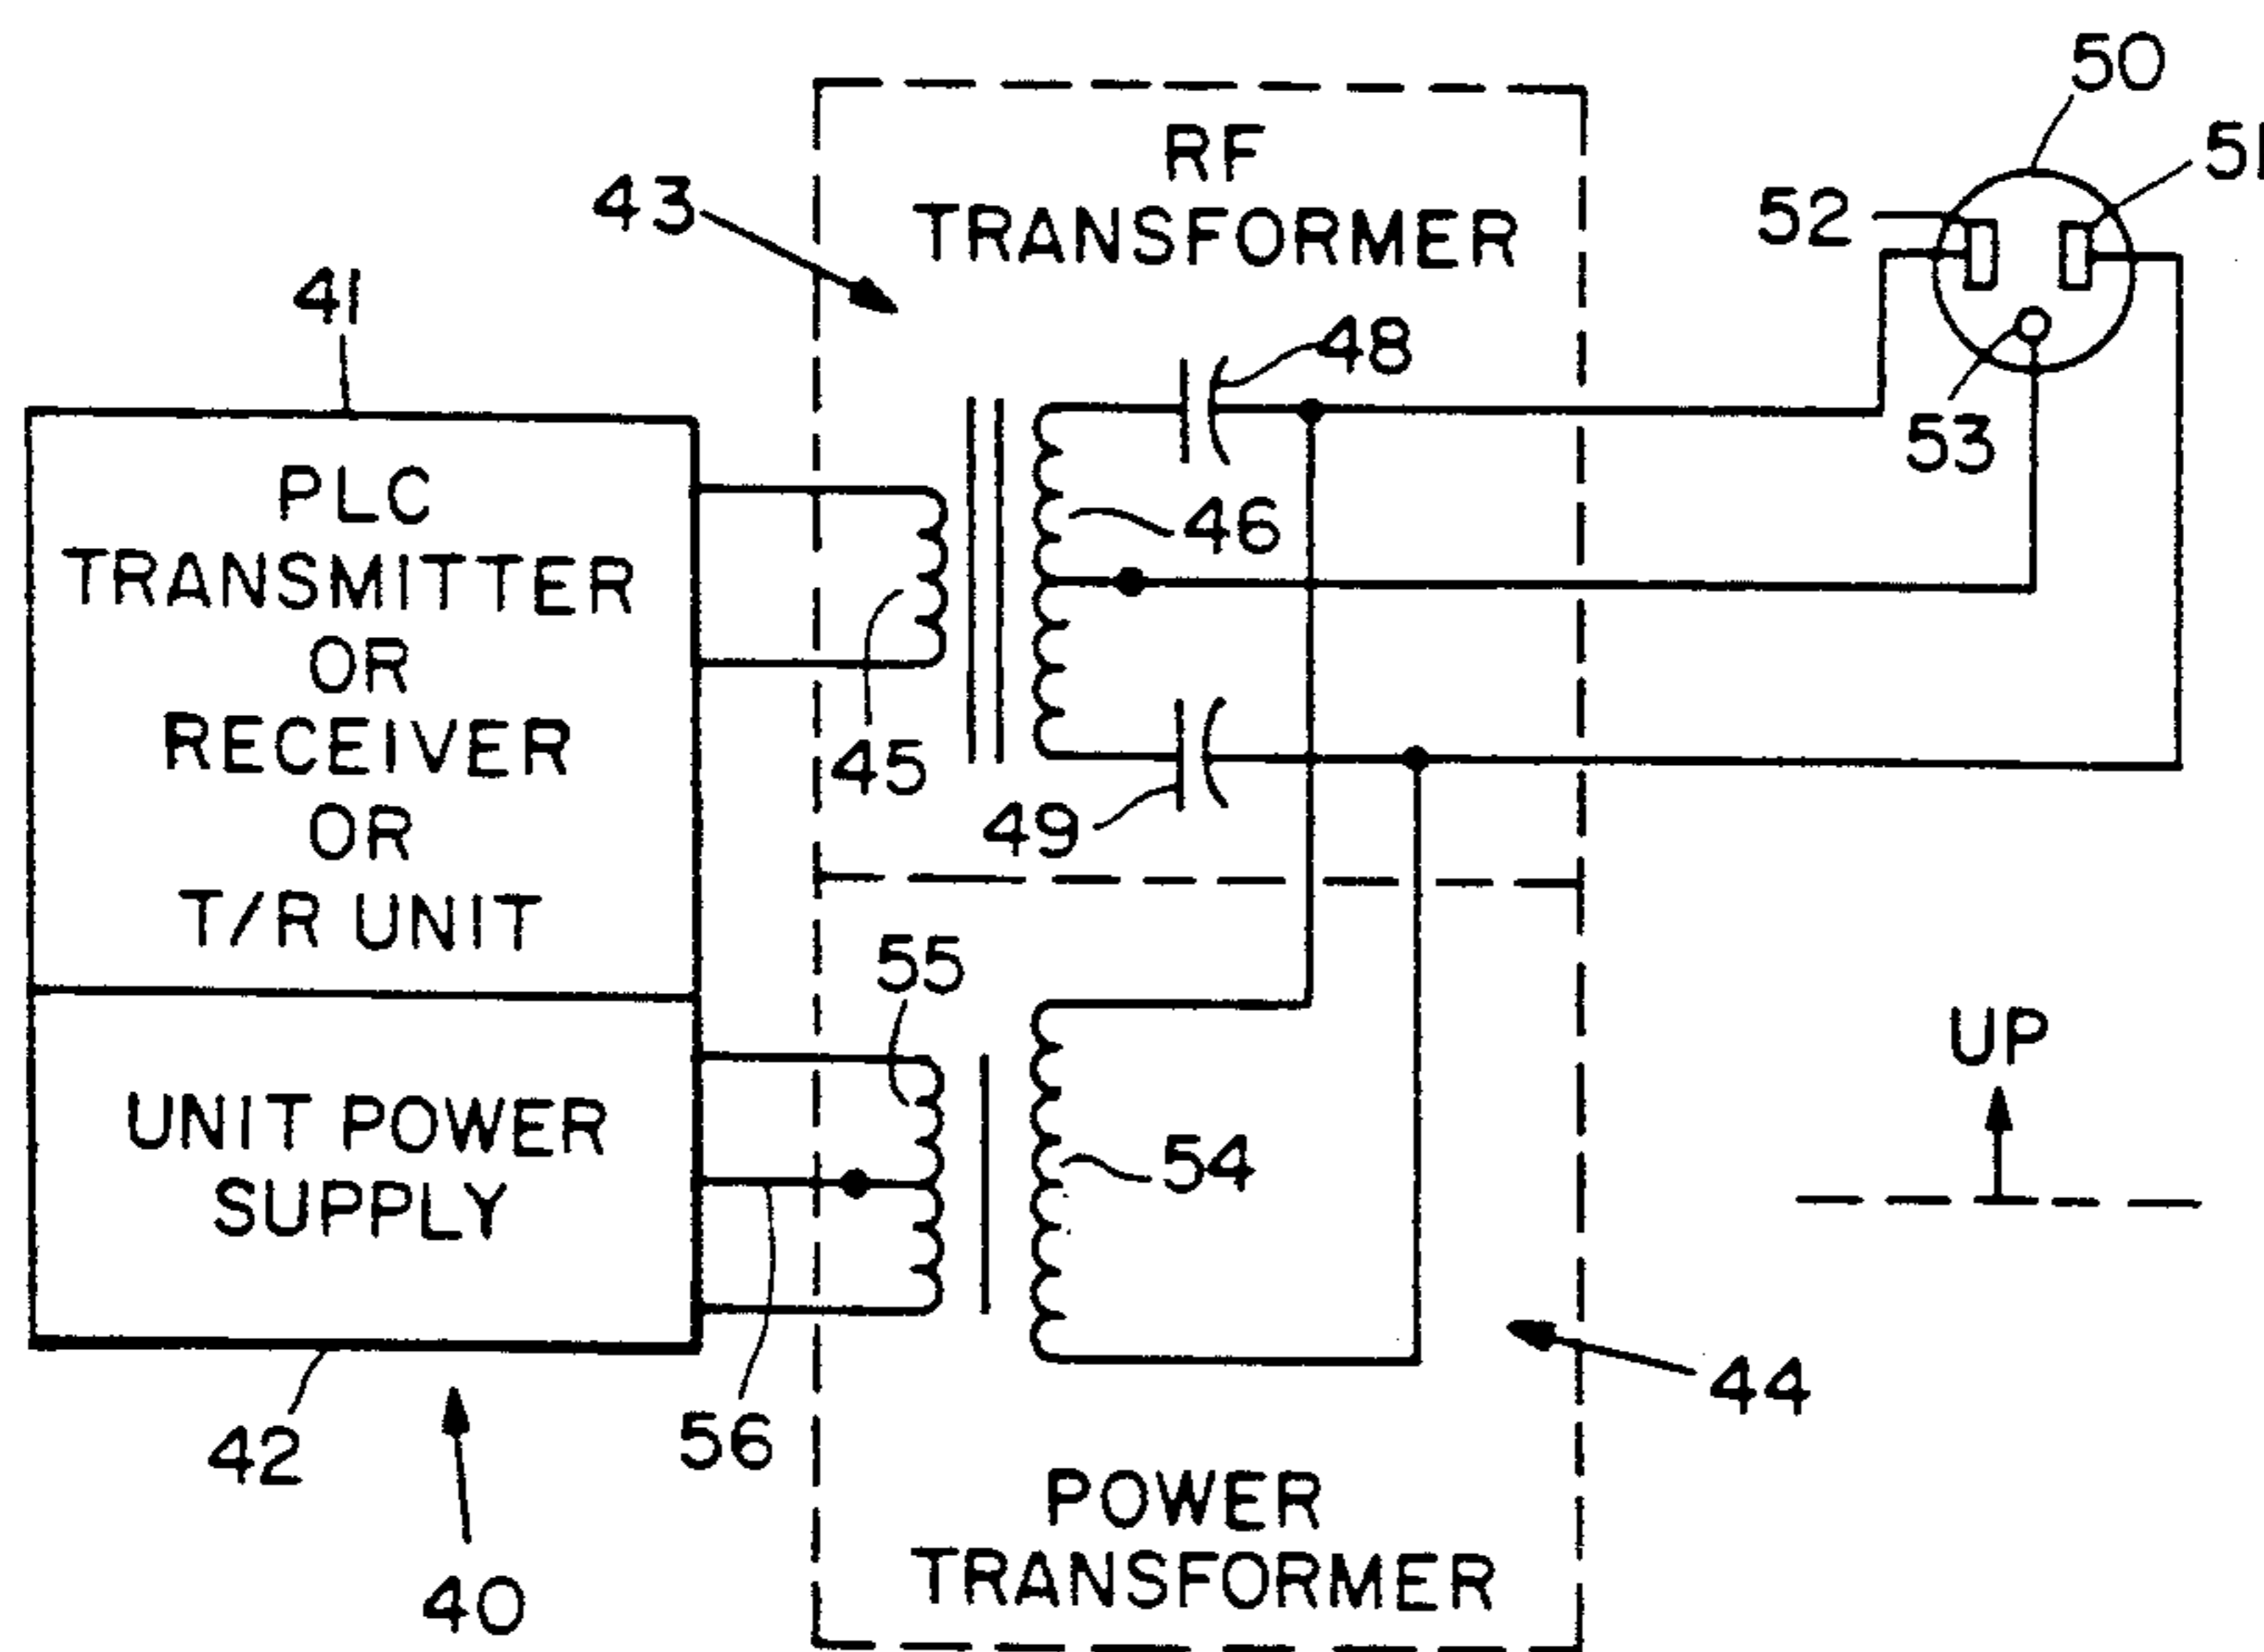 50
51
RF
TRANSFORMER
43
52
41
48
53
PLC
TRANSMITTER
OR
RECEIVER
OR
T/R UNIT
46
45
49
55
UP
UNIT POWER
SUPPLY
54
44
42
56
POWER
TRANSFORMER
40